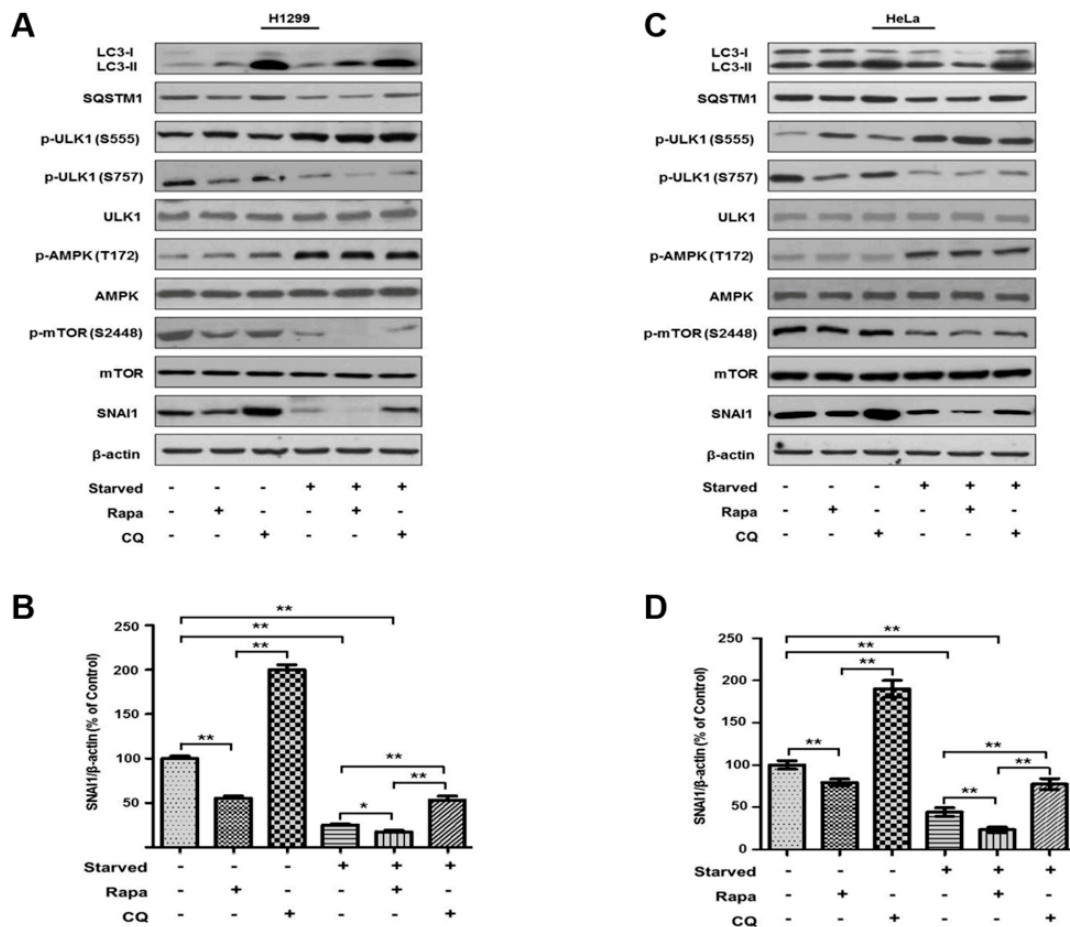 A
H1299
LC3-I
LC3-II
SQSTM1
p-ULK1 (S555)
p-ULK1 (S757)
ULK1
p-AMPK (T172)
AMPK
p-mTOR (S2448)
mTOR
SNAI1
β-actin
Starved - - - + + +
Rapa - + - - + -
CQ - - + - - +
C
HeLa
LC3-I
LC3-II
SQSTM1
p-ULK1 (S555)
p-ULK1 (S757)
ULK1
p-AMPK (T172)
AMPK
p-mTOR (S2448)
mTOR
SNAI1
β-actin
Starved - - - + + +
Rapa - + - - + -
CQ - - + - - +
B
SNAI1/β-actin (% of Control)
250
200
150
100
50
**
**
**
**
**
*
**
Starved - - - + + +
Rapa - + - - + -
CQ - - + - - +
D
SNAI1/β-actin (% of Control)
250
200
150
100
50
0
**
**
**
**
**
**
**
Starved - - - + + +
Rapa - + - - + -
CQ - - + - - +